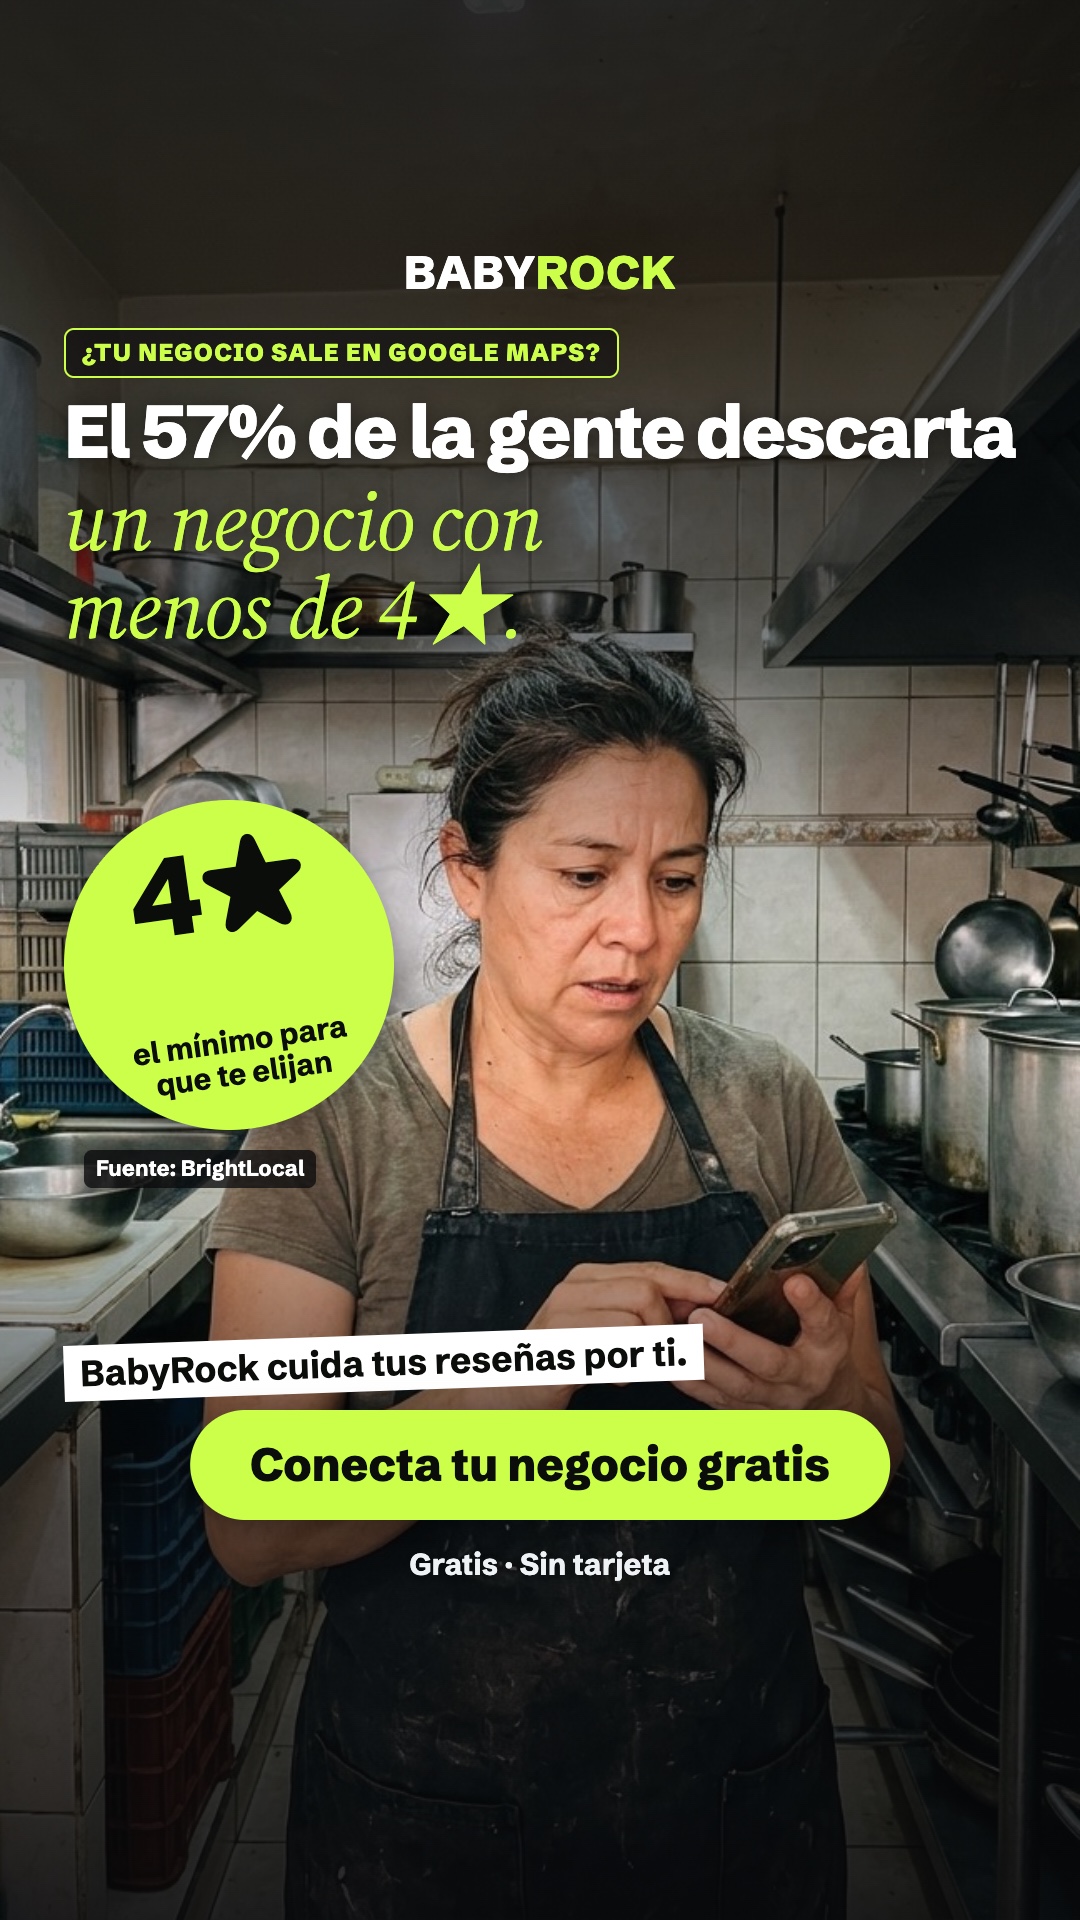 BABYROCK
¿TU NEGOCIO SALE EN GOOGLE MAPS?
El 57% de la gente descarta
un negocio con
menos de 4★.
4★
el mínimo para
que te elijan
Fuente: BrightLocal
BabyRock cuida tus reseñas por ti.
Conecta tu negocio gratis
Gratis · Sin tarjeta